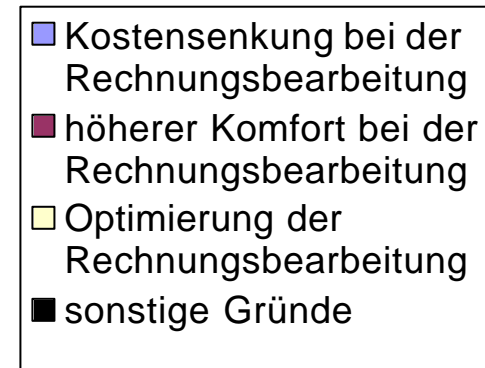 Kostensenkung bei der
Rechnungsbearbeitung
höherer Komfort bei der
Rechnungsbearbeitung
Optimierung der
Rechnungsbearbeitung
sonstige Gründe